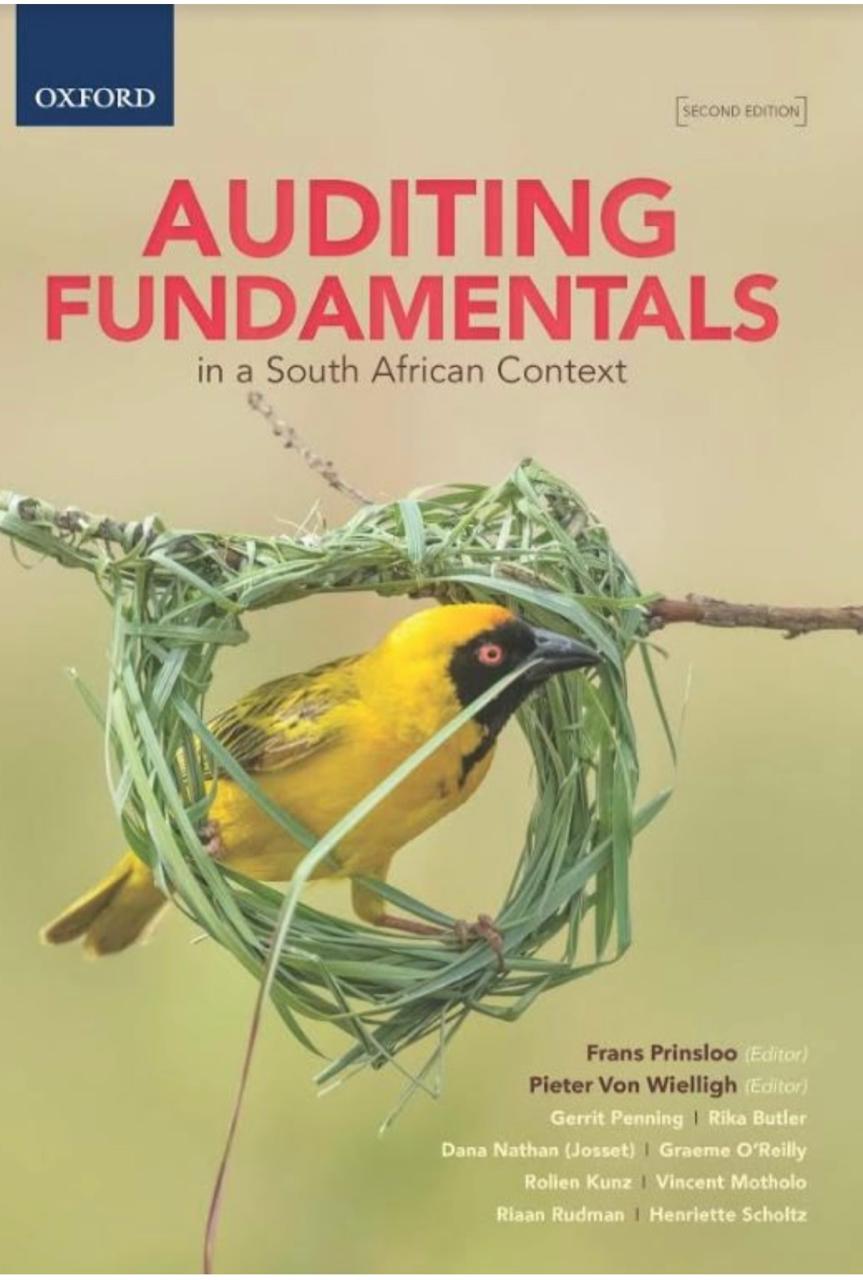 OXFORD
[SECOND EDITION]
AUDITING
FUNDAMENTALS
in a South African Context
Frans Prinsloo (Editor)
Pieter Von Wielligh (Editor)
Gerrit Penning | Rika Butler
Dana Nathan (Josset) | Graeme O'Reilly
Rolien Kunz | Vincent Motholo
Riaan Rudman | Henriette Scholtz